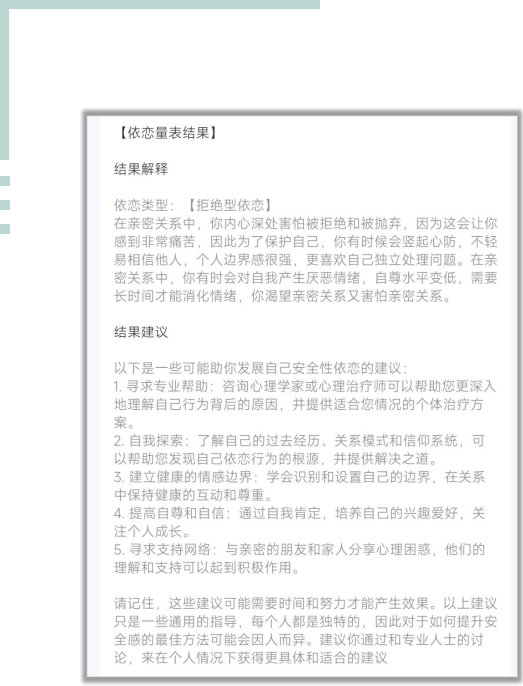 【依恋量表结果】
结果解释
依恋类型：【拒绝型依恋】
在亲密关系中，你内心深处害怕被拒绝和被抛弃，因为这会让你
感到非常痛苦，因此为了保护自己，你有时候会竖起心防，不轻
易相信他人，个人边界感很强，更喜欢自己独立处理问题。在亲
密关系中，你有时会对自我产生厌恶情绪，自尊水平变低，需要
长时间才能消化情绪，你渴望亲密关系又害怕亲密关系。
结果建议
以下是一些可能助你发展自己安全性依恋的建议：
1. 寻求专业帮助：咨询心理学家或心理治疗师可以帮助您更深入
地理解自己行为背后的原因，并提供适合您情况的个体治疗方
案。
2. 自我探索：了解自己的过去经历、关系模式和信仰系统，可
以帮助您发现自己依恋行为的根源，并提供解决之道。
3. 建立健康的情感边界：学会识别和设置自己的边界，在关系
中保持健康的互动和尊重。
4. 提高自尊和自信：通过自我肯定，培养自己的兴趣爱好，关
注个人成长。
5. 寻求支持网络：与亲密的朋友和家人分享心理困惑，他们的
理解和支持可以起到积极作用。
请记住，这些建议可能需要时间和努力才能产生效果。以上建议
只是一些通用的指导，每个人都是独特的，因此对于如何提升安
全感的最佳方法可能会因人而异。建议你通过和专业人士的讨
论，来在个人情况下获得更具体和适合的建议